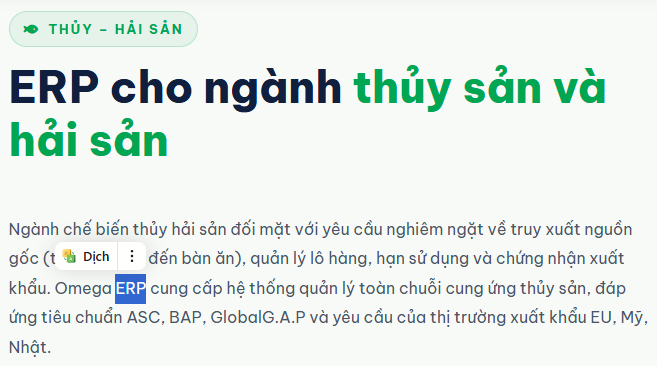 THỦY – HẢI SẢN
ERP cho ngành thủy sản và
hải sản
Ngành chế biến thủy hải sản đối mặt với yêu cầu nghiêm ngặt về truy xuất nguồn
gốc (t
Dịch
đến bàn ăn), quản lý lô hàng, hạn sử dụng và chứng nhận xuất
khẩu. Omega ERP cung cấp hệ thống quản lý toàn chuỗi cung ứng thủy sản, đáp
ứng tiêu chuẩn ASC, BAP, GlobalG.A.P và yêu cầu của thị trường xuất khẩu EU, Mỹ,
Nhật.